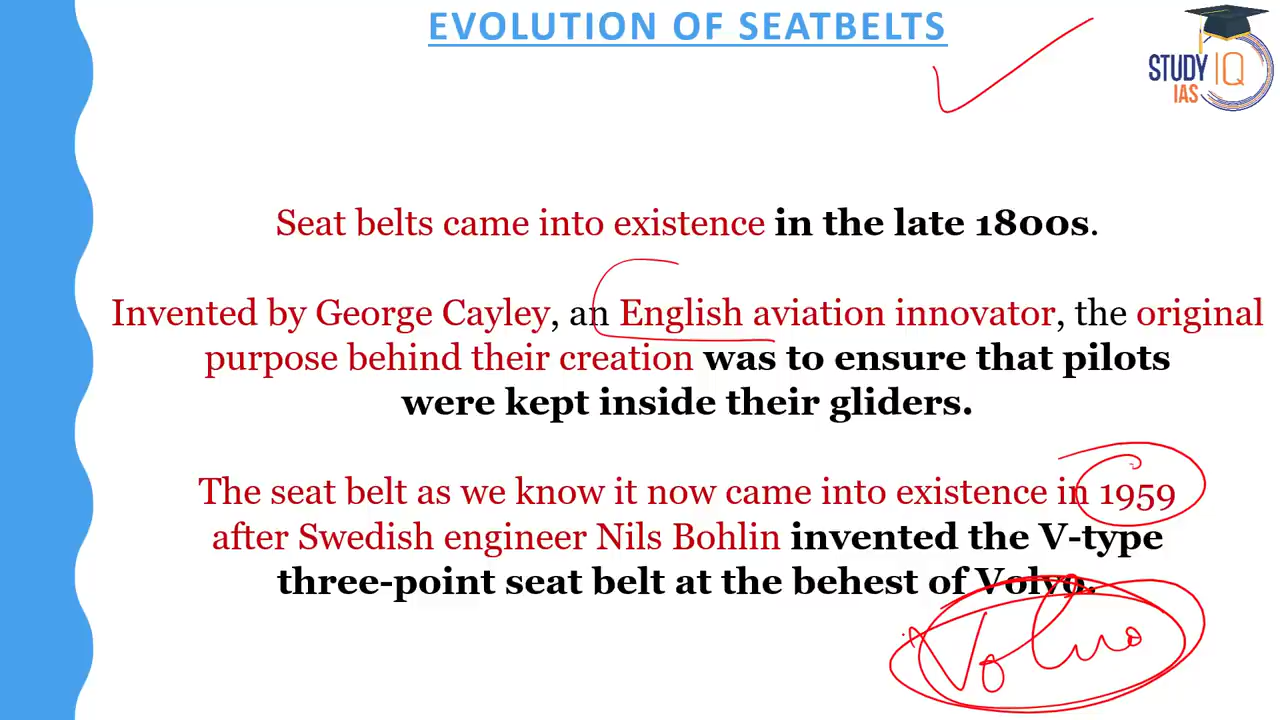 EVOLUTION OF SEATBELTS
STUDY IQ
IAS
Seat belts came into existence in the late 1800s.
Invented by George Cayley, an English aviation innovator, the original
purpose behind their creation was to ensure that pilots
were kept inside their gliders.
The seat belt as we know it now came into existence in 1959
after Swedish engineer Nils Bohlin invented the V-type
three-point seat belt at the behest of Volvo.
Volvo